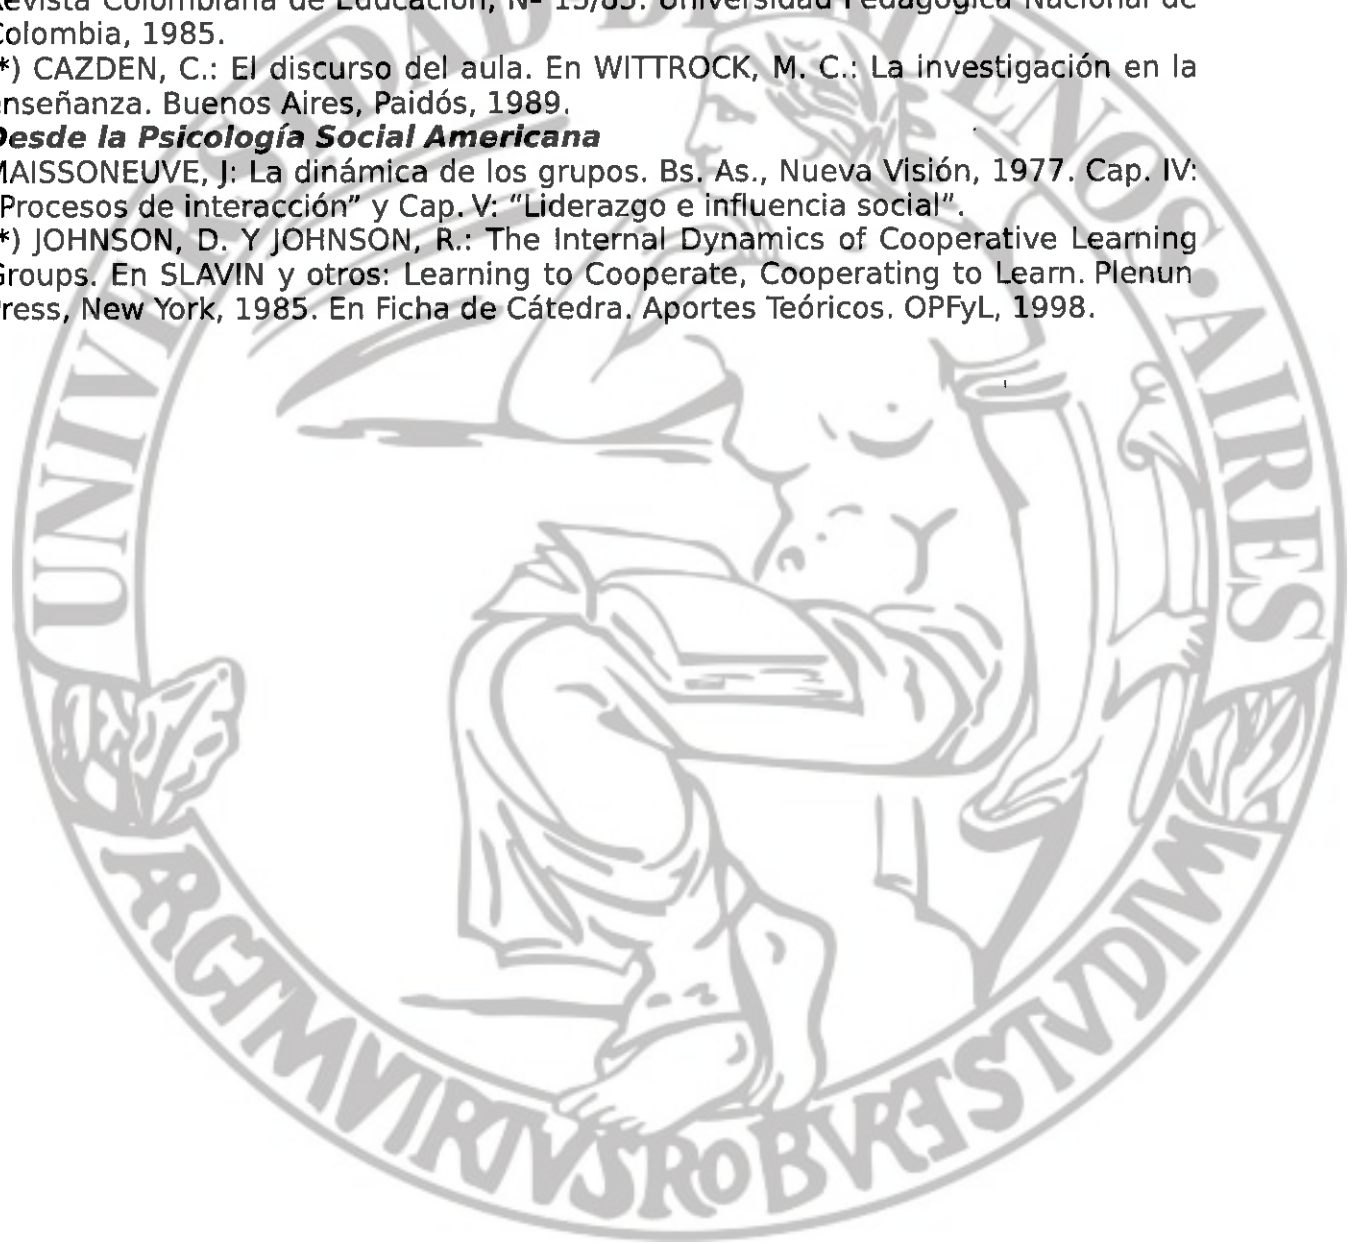 Revista Colombiana de Educación, Nº 15/85. Universidad Pedagógica Nacional de
Colombia, 1985.
*) CAZDEN, C.: El discurso del aula. En WITTROCK, M. C.: La investigación en la
enseñanza. Buenos Aires, Paidós, 1989.
Desde la Psicología Social Americana
MAISSONEUVE, J: La dinámica de los grupos. Bs. As., Nueva Visión, 1977. Cap. IV:
"Procesos de interacción" y Cap. V: "Liderazgo e influencia social".
*) JOHNSON, D. Y JOHNSON, R.: The Internal Dynamics of Cooperative Learning
Groups. En SLAVIN y otros: Learning to Cooperate, Cooperating to Learn. Plenun
Press, New York, 1985. En Ficha de Cátedra. Aportes Teóricos. OPFyL, 1998.
UNIVERSIDAD DE BUENOS·AIRES
ARGTMVIRTVSROBVRETSTVDIVM